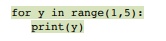 for y in range(1,5):
    print(y)